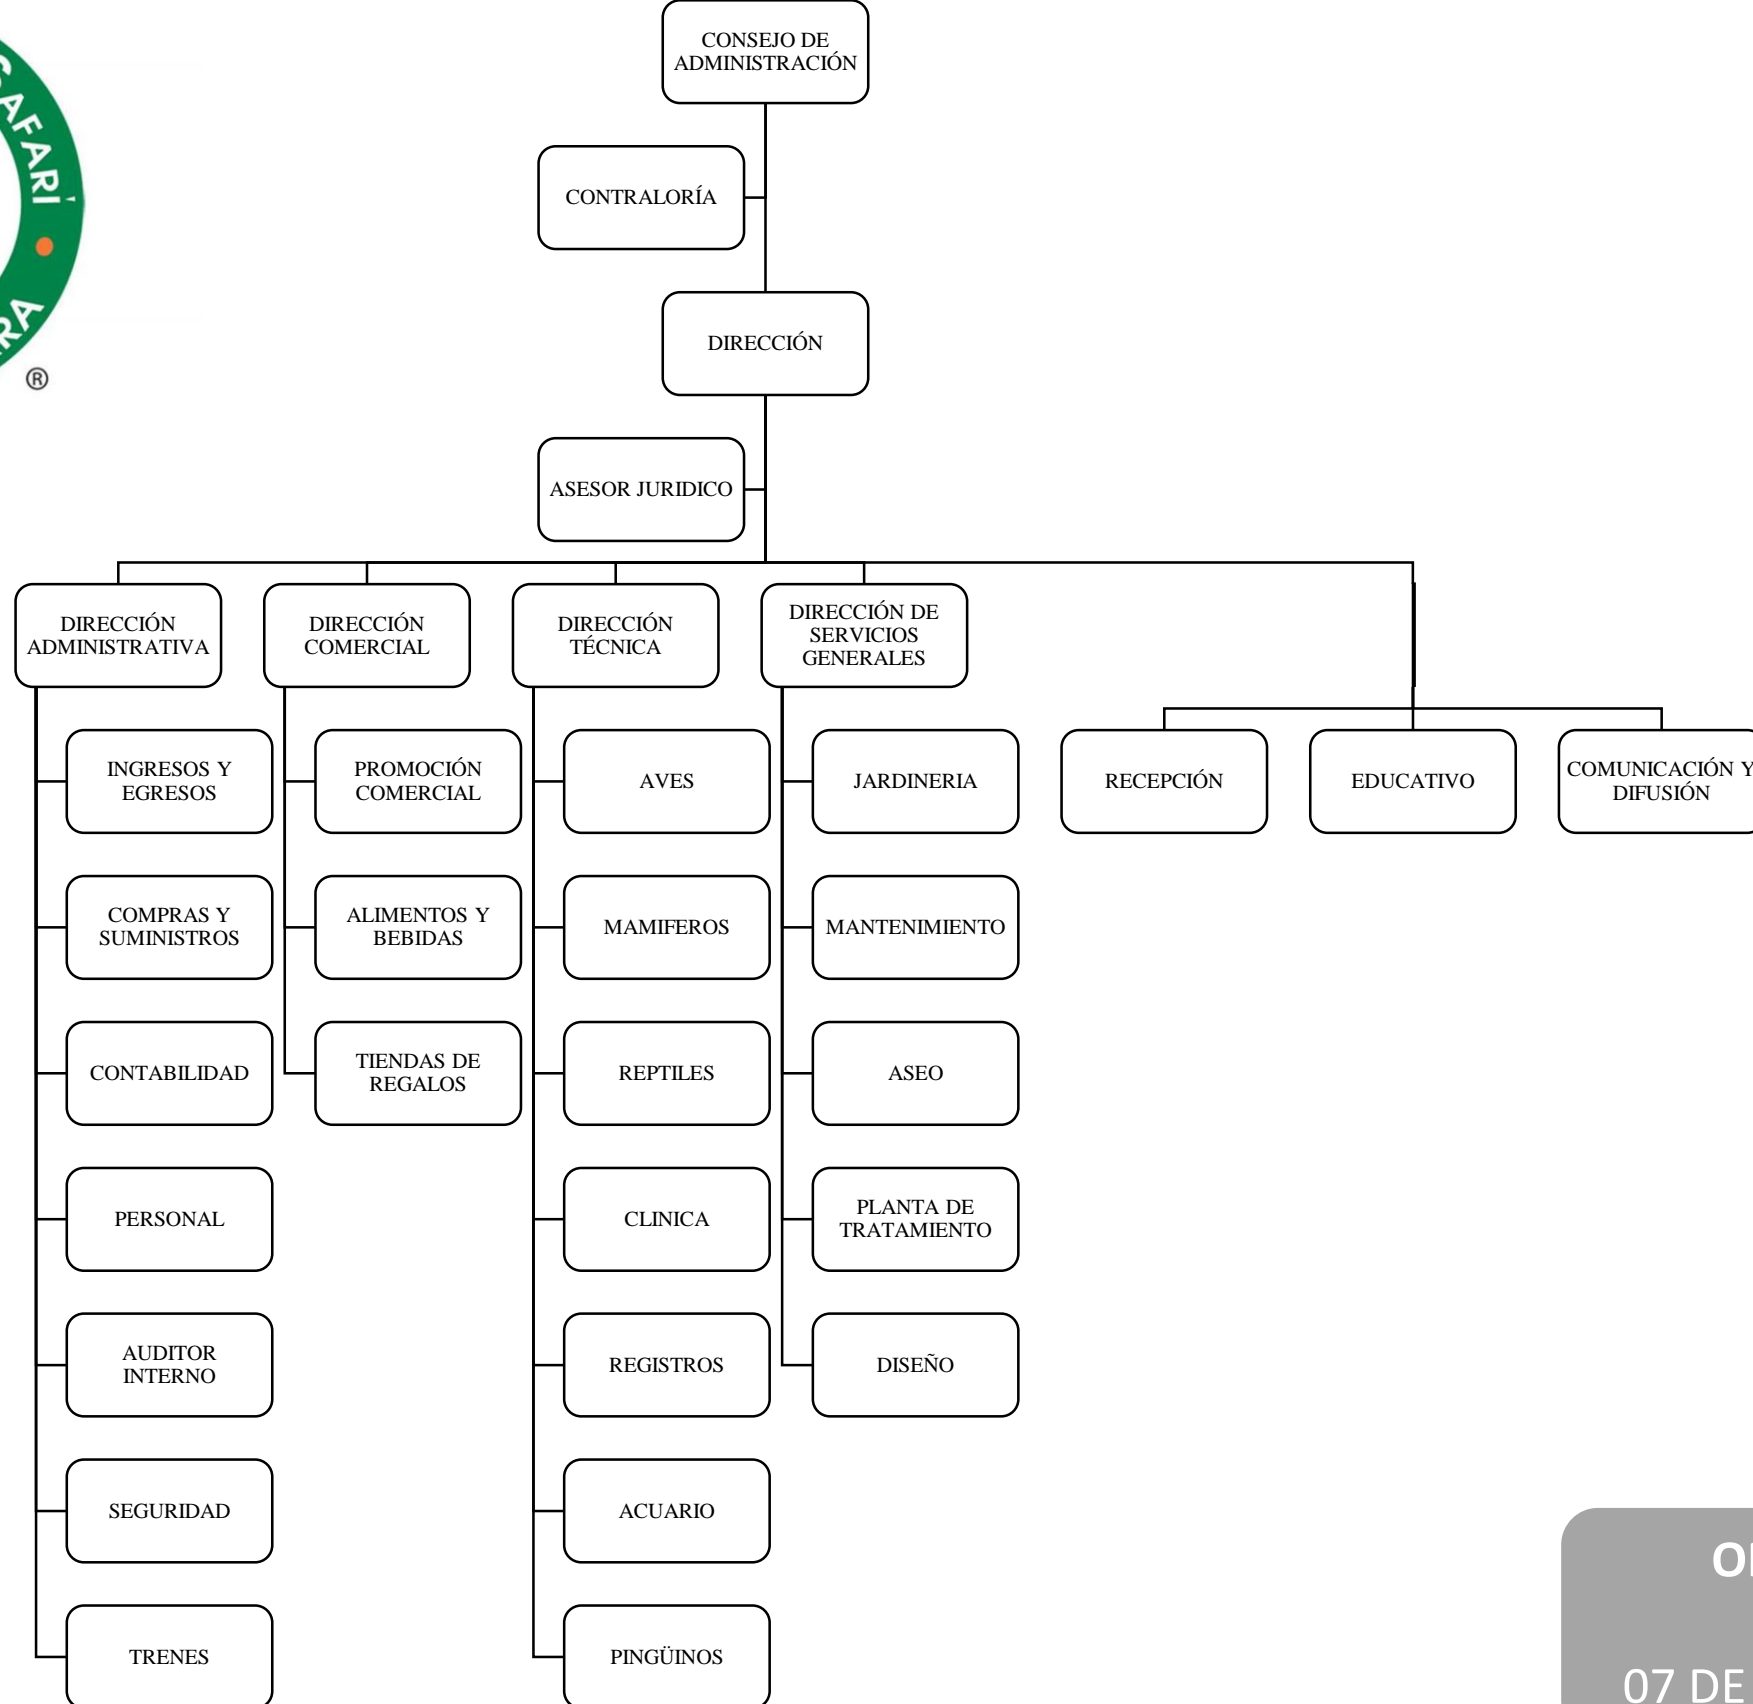 CONSEJO DE
ADMINISTRACIÓN
SAFARI
CONTRALORÍA
DIRECCIÓN
®
ASESOR JURIDICO
DIRECCIÓN
ADMINISTRATIVA
DIRECCIÓN
COMERCIAL
DIRECCIÓN
TÉCNICA
DIRECCIÓN DE
SERVICIOS
GENERALES
INGRESOS Y
EGRESOS
PROMOCIÓN
COMERCIAL
AVES
JARDINERIA
RECEPCIÓN
EDUCATIVO
COMUNICACIÓN Y
DIFUSIÓN
COMPRAS Y
SUMINISTROS
ALIMENTOS Y
BEBIDAS
MAMIFEROS
MANTENIMIENTO
CONTABILIDAD
TIENDAS DE
REGALOS
REPTILES
ASEO
PERSONAL
CLINICA
PLANTA DE
TRATAMIENTO
AUDITOR
INTERNO
REGISTROS
DISEÑO
SEGURIDAD
ACUARIO
TRENES
PINGÜINOS
07 DE